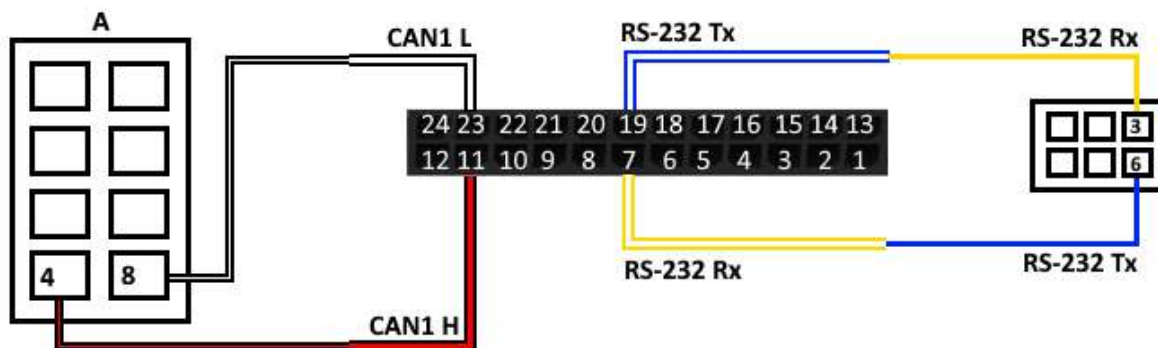 A
CAN1 L
RS-232 Tx
RS-232 Rx
24 23 22 21 20 19 18 17 16 15 14 13
12 11 10 9 8 7 6 5 4 3 2 1
3
6
4
8
RS-232 Rx
RS-232 Tx
CAN1 H